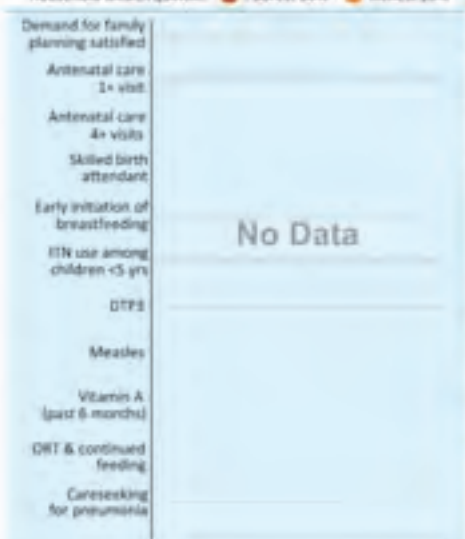 Demand for family
planning satisfied
Antenatal care
1+ visit
Antenatal care
4+ visits
Skilled birth
attendant
Early initiation of
breastfeeding
No Data
ITN use among
children <5 yrs
DTP3
Measles
Vitamin A
(past 6 months)
ORT & continued
feeding
Careseeking
for pneumonia